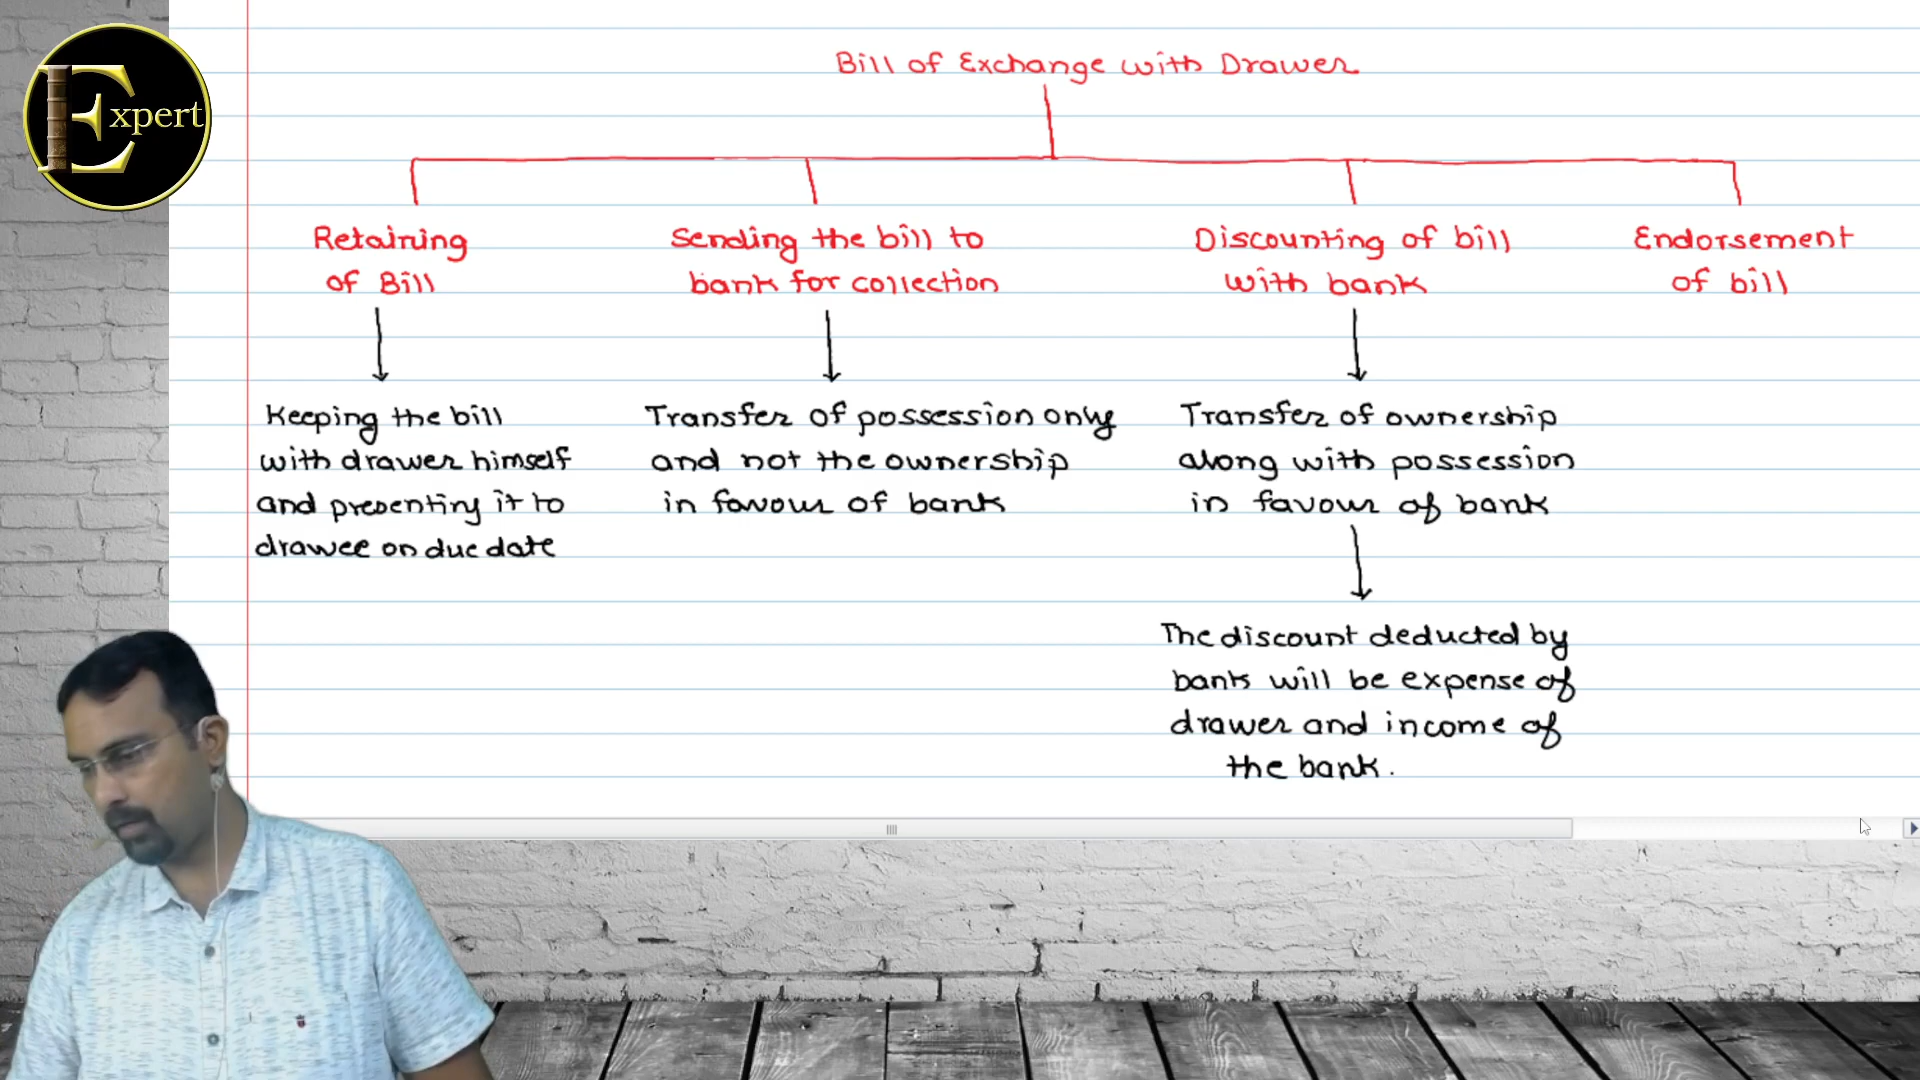 Expert
Bill of Exchange with Drawer
Retaining
of Bill
Sending the bill to
bank for collection
Discounting of bill
with bank
Endorsement
of bill
Keeping the bill
with drawer himself
and presenting it to
drawee on due date
Transfer of possession only
and not the ownership
in favour of bank
Transfer of ownership
along with possession
in favour of bank
The discount deducted by
bank will be expense of
drawer and income of
the bank.